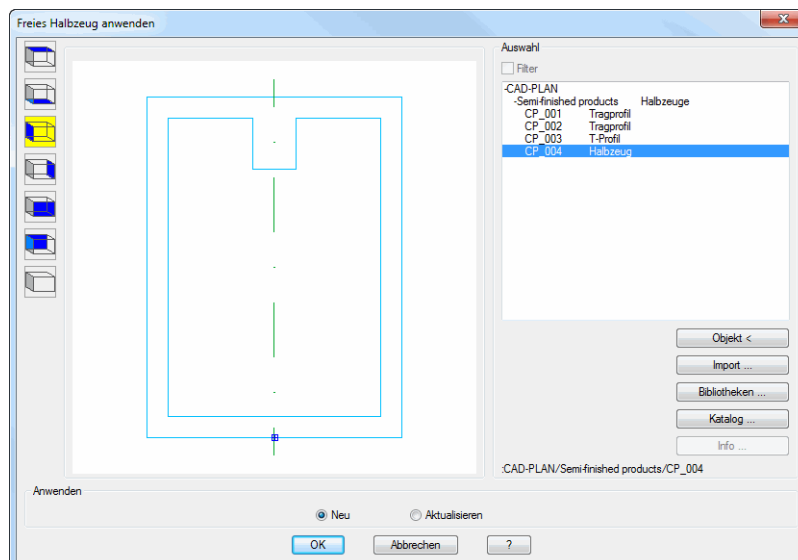 Freies Halbzeug anwenden
Auswahl
Filter
-CAD-PLAN
-Semi-finished products Halbzeuge
CP_001 Tragprofil
CP_002 Tragprofil
CP_003 T-Profil
CP_004 Halbzeug
Objekt <
Import ...
Bibliotheken ...
Katalog ...
Info ...
:CAD-PLAN/Semi-finished products/CP_004
Anwenden
Neu Aktualisieren
OK Abbrechen ?